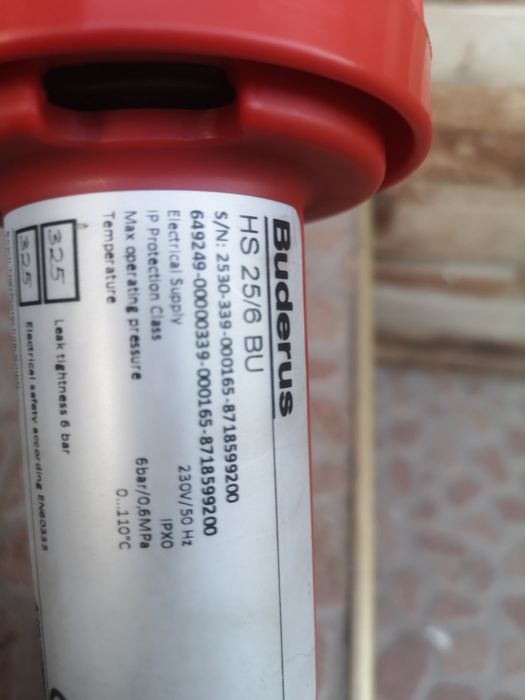 Buderus
HS 25/6 BU
S/N: 2530-339-000165-8718599200
649249-00000339-000165-8718599200
Electrical Supply 230V/50 Hz
IP Protection Class IPX0
Max operating pressure 6bar/0,6MPa
Temperature 0...110°C
325 Leak tightness 6 bar
325 Electrical safety according EN60335